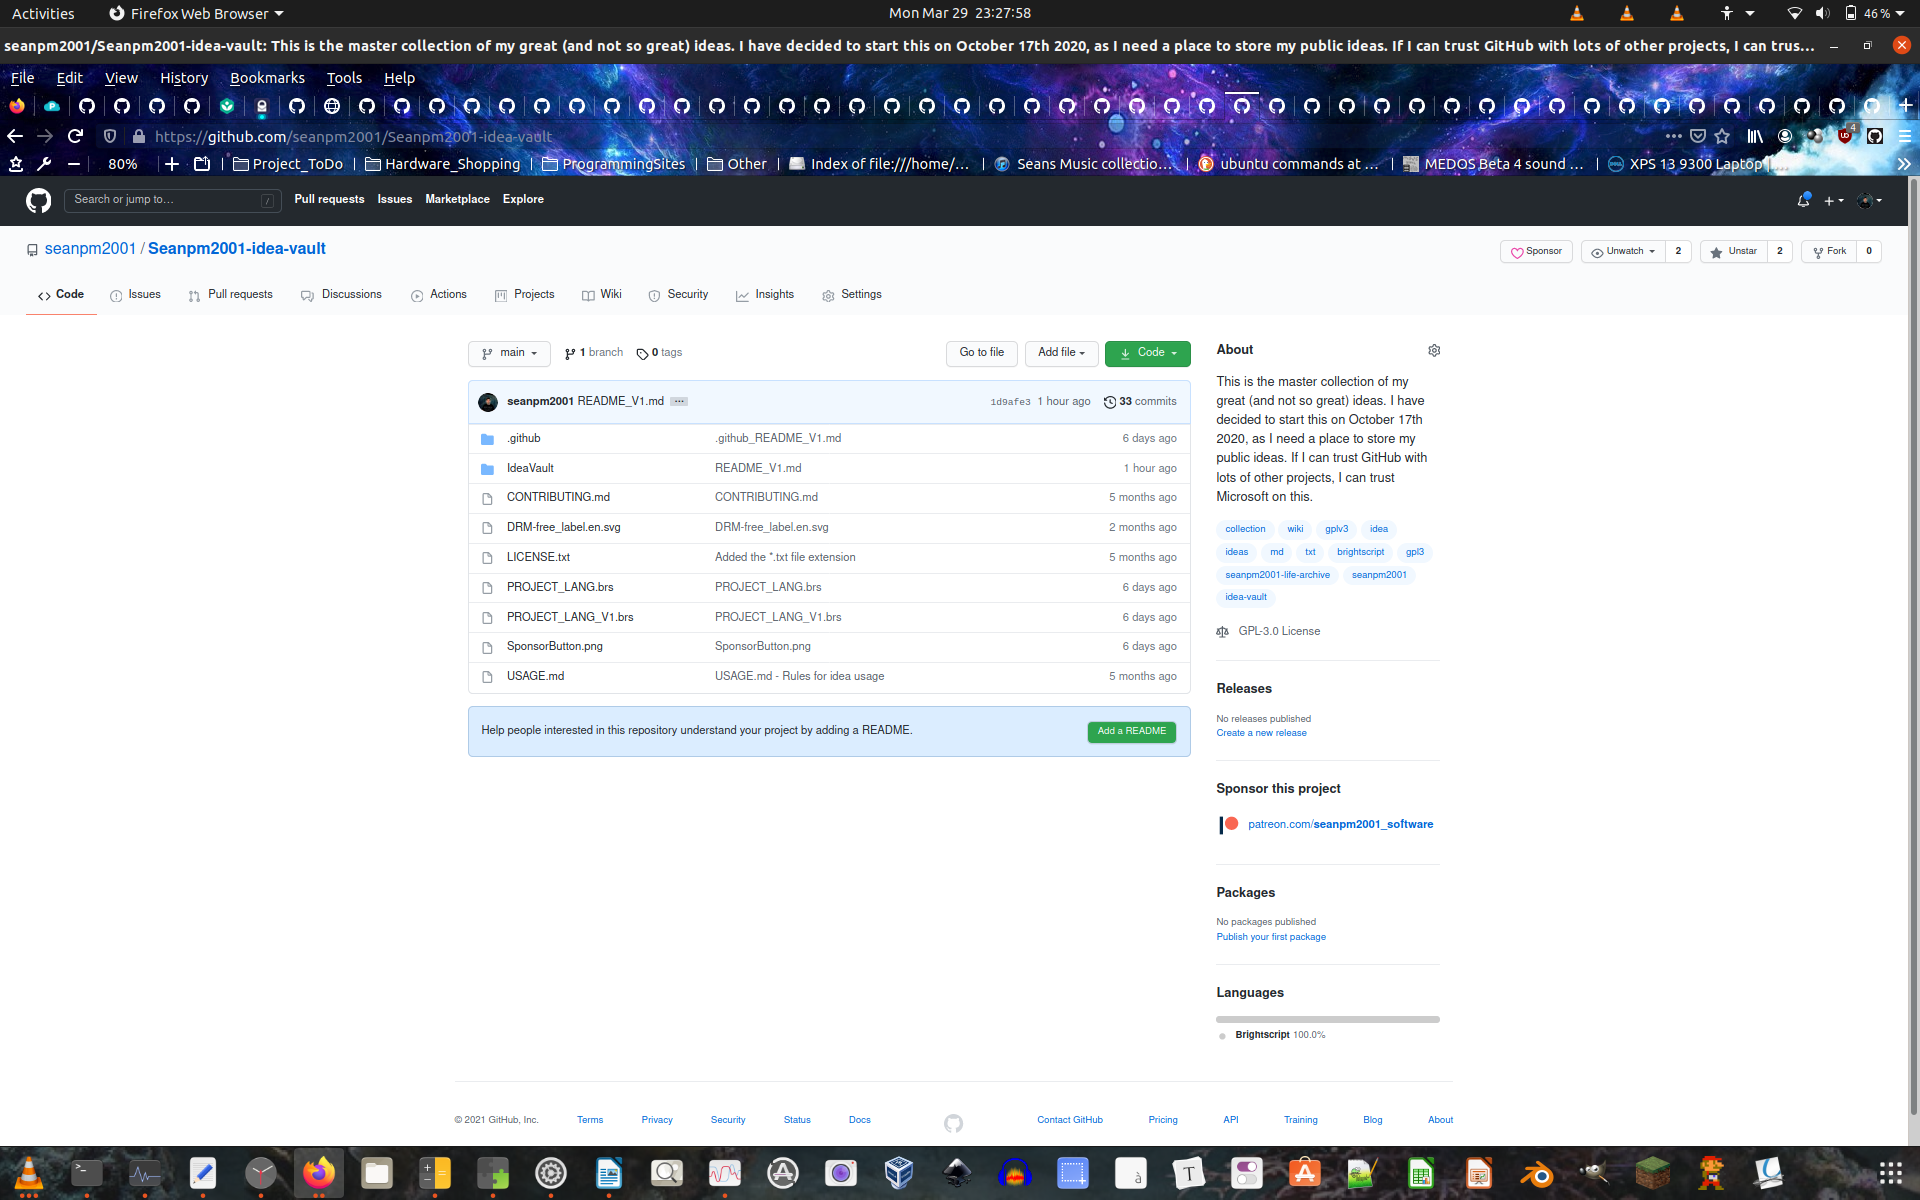 Activities Firefox Web Browser Mon Mar 29 23:27:58 46 %
seanpm2001/Seanpm2001-idea-vault: This is the master collection of my great (and not so great) ideas. I have decided to start this on October 17th 2020, as I need a place to store my public ideas. If I can trust GitHub with lots of other projects, I can trus…
File Edit View History Bookmarks Tools Help
https://github.com/seanpm2001/Seanpm2001-idea-vault 4
80% Project_ToDo Hardware_Shopping ProgrammingSites Other Index of file:///home/… Seans Music collectio… ubuntu commands at … MEDOS Beta 4 sound … XPS 13 9300 Laptop
Search or jump to… / Pull requests Issues Marketplace Explore
seanpm2001 / Seanpm2001-idea-vault Sponsor Unwatch 2 Unstar 2 Fork 0
Code Issues Pull requests Discussions Actions Projects Wiki Security Insights Settings
main 1 branch 0 tags Go to file Add file Code
seanpm2001 README_V1.md 1d9afe3 1 hour ago 33 commits
.github .github_README_V1.md 6 days ago
IdeaVault README_V1.md 1 hour ago
CONTRIBUTING.md CONTRIBUTING.md 5 months ago
DRM-free_label.en.svg DRM-free_label.en.svg 2 months ago
LICENSE.txt Added the *.txt file extension 5 months ago
PROJECT_LANG.brs PROJECT_LANG.brs 6 days ago
PROJECT_LANG_V1.brs PROJECT_LANG_V1.brs 6 days ago
SponsorButton.png SponsorButton.png 6 days ago
USAGE.md USAGE.md - Rules for idea usage 5 months ago
Help people interested in this repository understand your project by adding a README. Add a README
About
This is the master collection of my
great (and not so great) ideas. I have
decided to start this on October 17th
2020, as I need a place to store my
public ideas. If I can trust GitHub with
lots of other projects, I can trust
Microsoft on this.
collection wiki gplv3 idea
ideas md txt brightscript gpl3
seanpm2001-life-archive seanpm2001
idea-vault
GPL-3.0 License
Releases
No releases published
Create a new release
Sponsor this project
patreon.com/seanpm2001_software
Packages
No packages published
Publish your first package
Languages
Brightscript 100.0%
© 2021 GitHub, Inc. Terms Privacy Security Status Docs Contact GitHub Pricing API Training Blog About